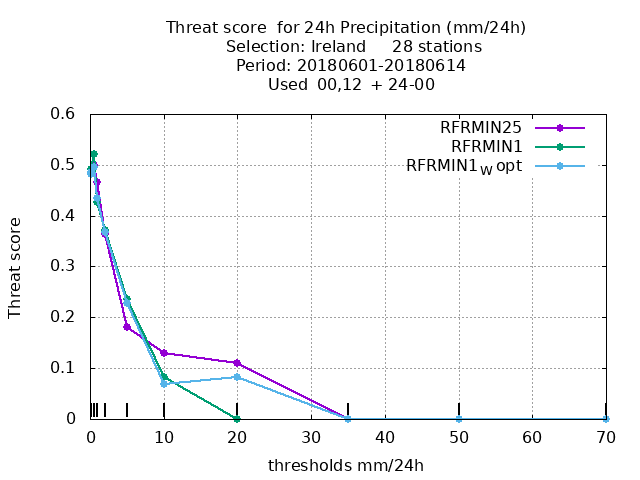 Threat score  for 24h Precipitation (mm/24h)
Selection: Ireland     28 stations
Period: 20180601-20180614
Used  00,12  + 24-00
RFRMIN25
RFRMIN1
RFRMIN1W opt
Threat score
0.6
0.5
0.4
0.3
0.2
0.1
0
0 10 20 30 40 50 60 70
thresholds mm/24h